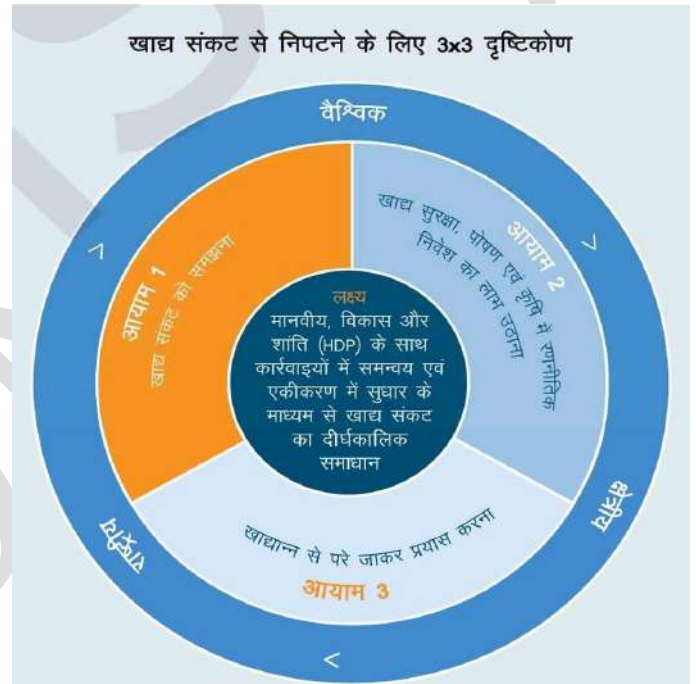 खाद्य संकट से निपटने के लिए 3x3 दृष्टिकोण
वैश्विक
आयाम 1
खाद्य संकट को समझना
आयाम 2
खाद्य सुरक्षा, पोषण एवं कृषि में रणनीतिक
निवेश का लाभ उठाना
लक्ष्य
मानवीय, विकास और
शांति (HDP) के साथ
कार्रवाइयों में समन्वय एवं
एकीकरण में सुधार के
माध्यम से खाद्य संकट
का दीर्घकालिक
समाधान
राष्ट्रीय
क्षेत्रीय
खाद्यान्न से परे जाकर प्रयास करना
आयाम 3